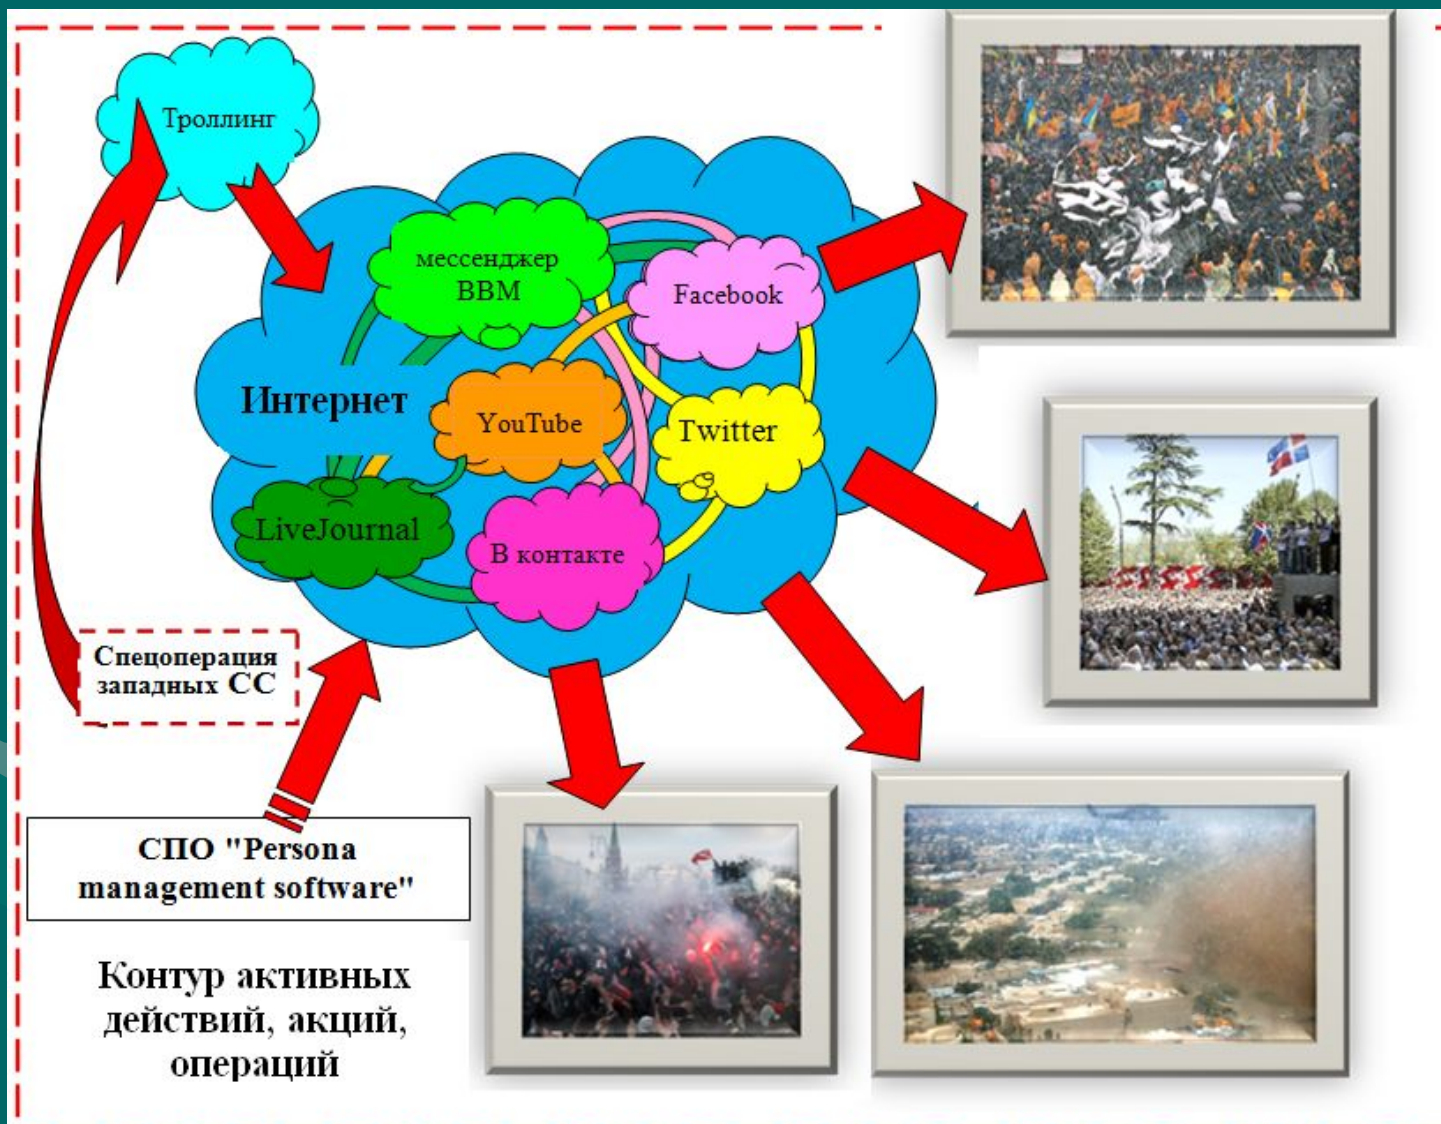 Троллинг
мессенджер
BBM
Facebook
Интернет
YouTube
Twitter
LiveJournal
В контакте
Спецоперация
западных СС
СПО "Persona
management software"
Контур активных
действий, акций,
операций